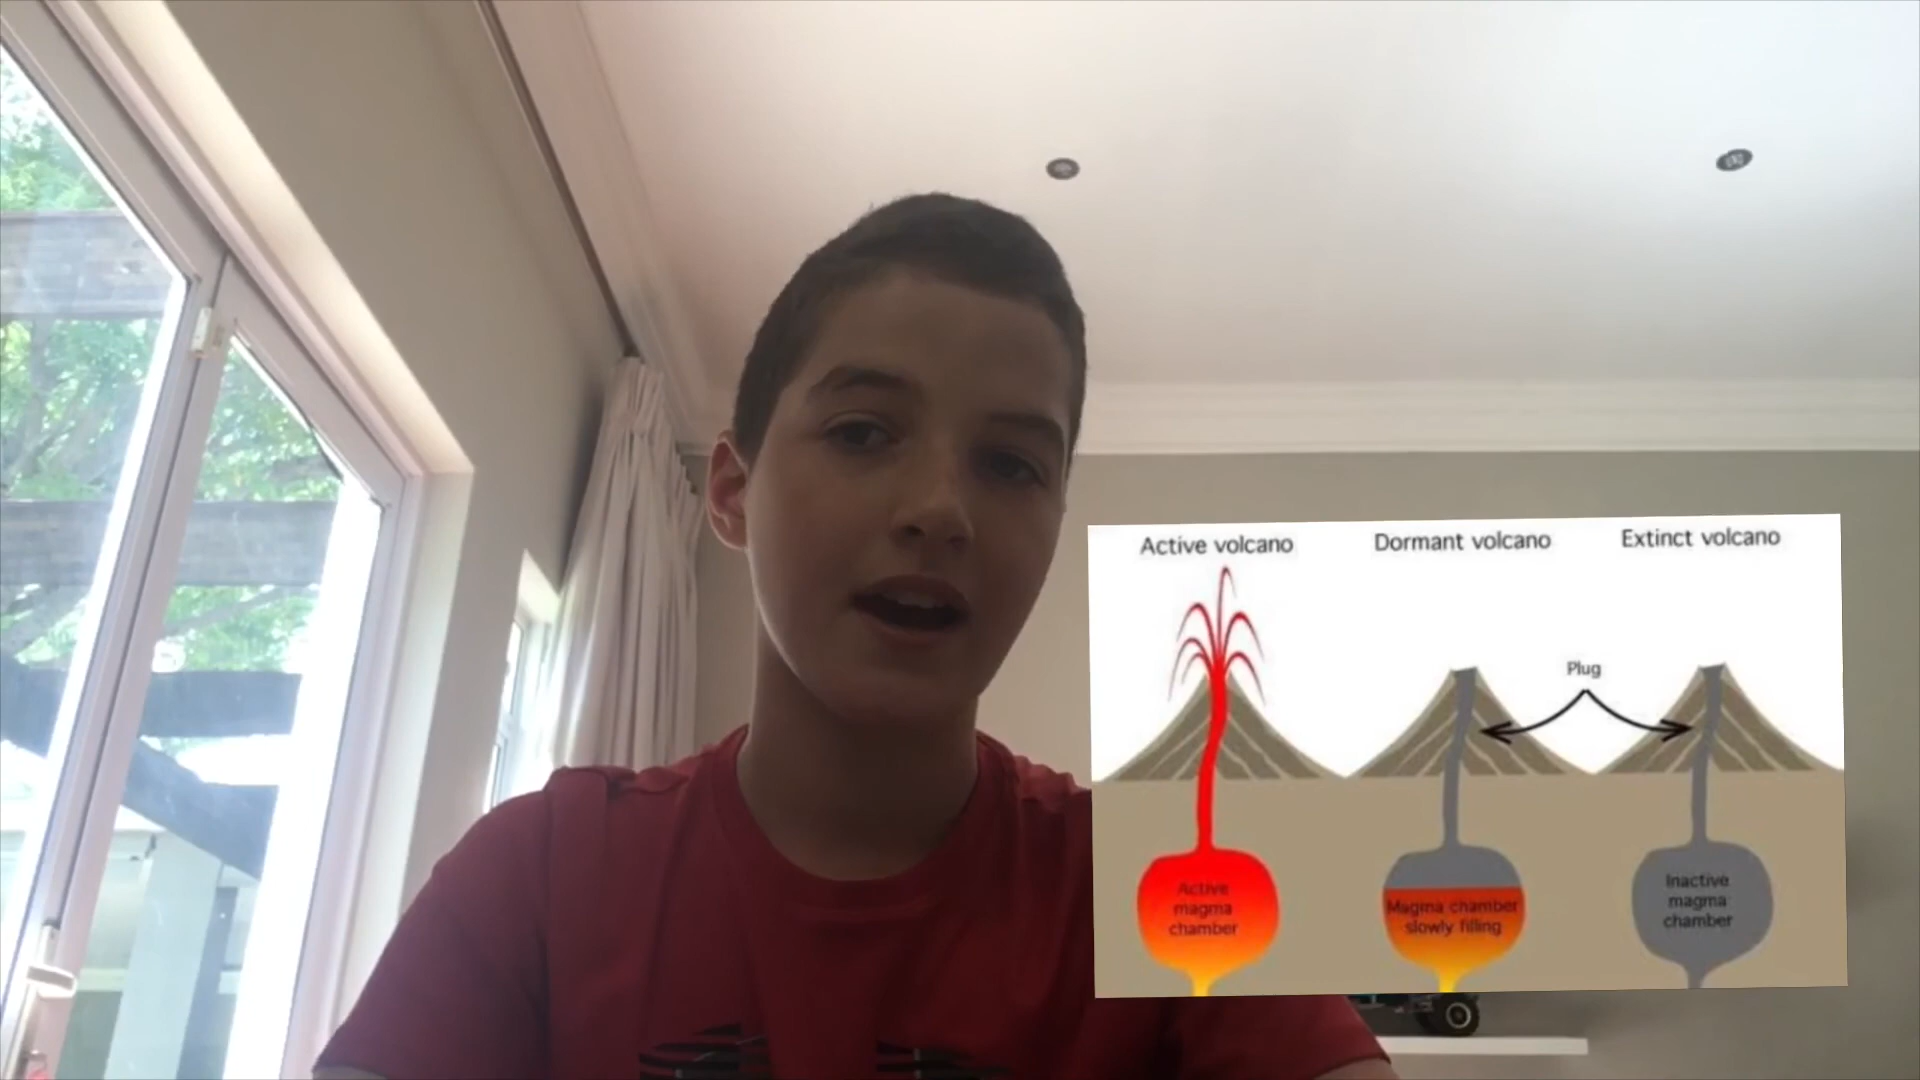 Active volcano
Dormant volcano
Extinct volcano
Plug
Active
magma
chamber
Magma chamber
slowly filling
Inactive
magma
chamber